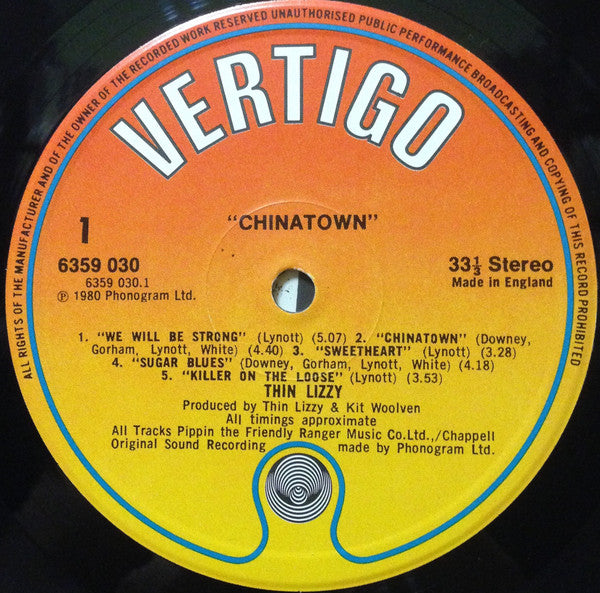 ALL RIGHTS OF THE MANUFACTURER AND OF THE OWNER OF THE RECORDED WORK RESERVED UNAUTHORISED PUBLIC PERFORMANCE BROADCASTING AND COPYING OF THIS RECORD PROHIBITED
VERTIGO
"CHINATOWN"
1
6359 030
6359 030.1
℗ 1980 Phonogram Ltd.
33⅓ Stereo
Made in England
1. "WE WILL BE STRONG" (Lynott) (5.07) 2. "CHINATOWN" (Downey,
Gorham, Lynott, White) (4.40) 3. "SWEETHEART" (Lynott) (3.28)
4. "SUGAR BLUES" (Downey, Gorham, Lynott, White) (4.18)
5. "KILLER ON THE LOOSE" (Lynott) (3.53)
THIN LIZZY
Produced by Thin Lizzy & Kit Woolven
All timings approximate
All Tracks Pippin the Friendly Ranger Music Co.Ltd.,/Chappell
Original Sound Recording made by Phonogram Ltd.